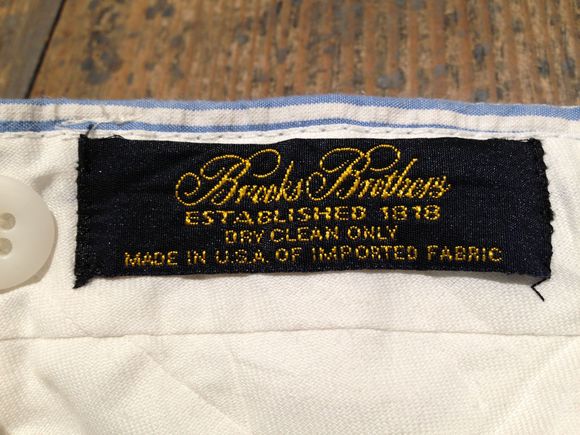 Brooks Brothers
ESTABLISHED 1818
DRY CLEAN ONLY
MADE IN U.S.A. OF IMPORTED FABRIC